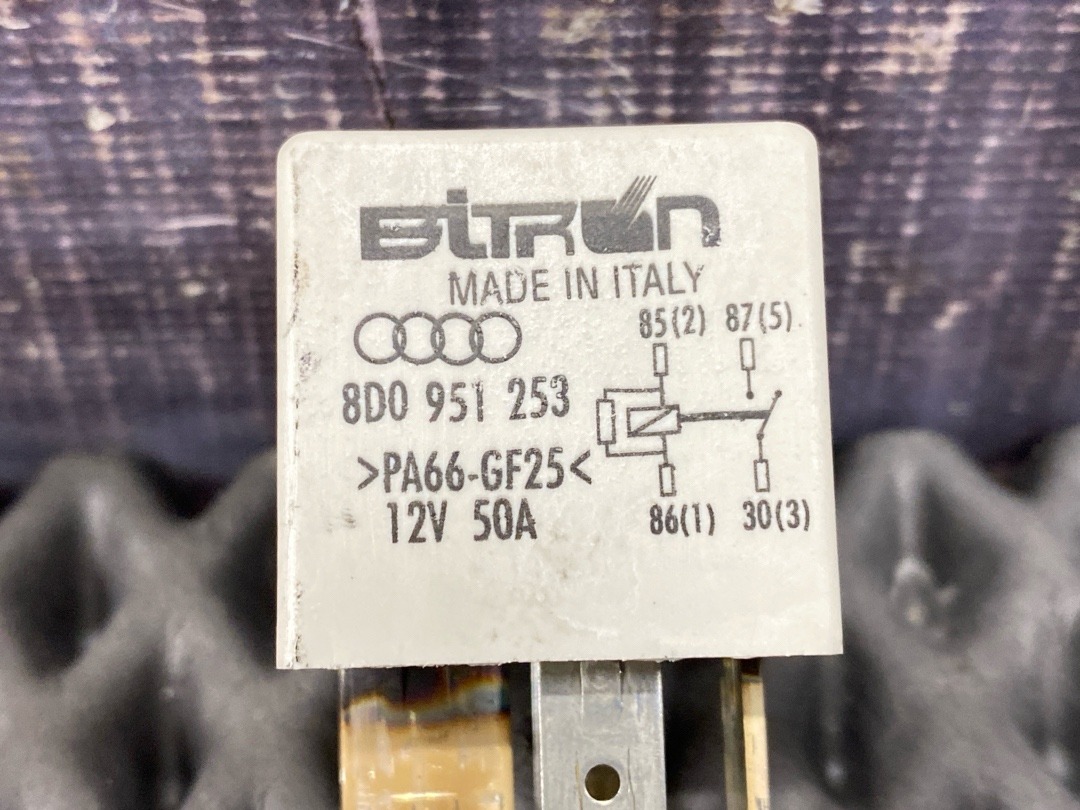 BiTRON
MADE IN ITALY
8D0 951 253
>PA66-GF25<
12V 50A
85(2) 87(5)
86(1) 30(3)